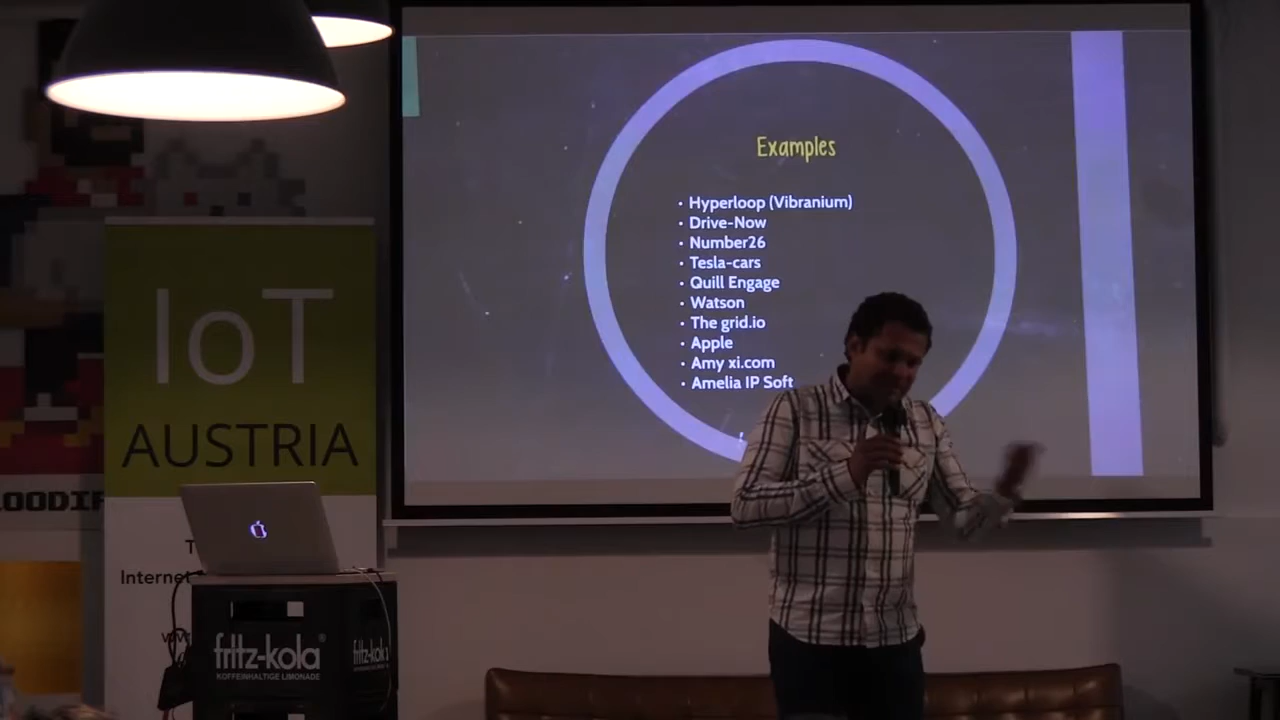 Examples
• Hyperloop (Vibranium)
• Drive-Now
• Number26
• Tesla-cars
• Quill Engage
• Watson
• The grid.io
• Apple
• Amy xi.com
• Amelia IP Soft
IoT
AUSTRIA
Internet
fritz-kola®
KOFFEINHALTIGE LIMONADE
fritz-kola